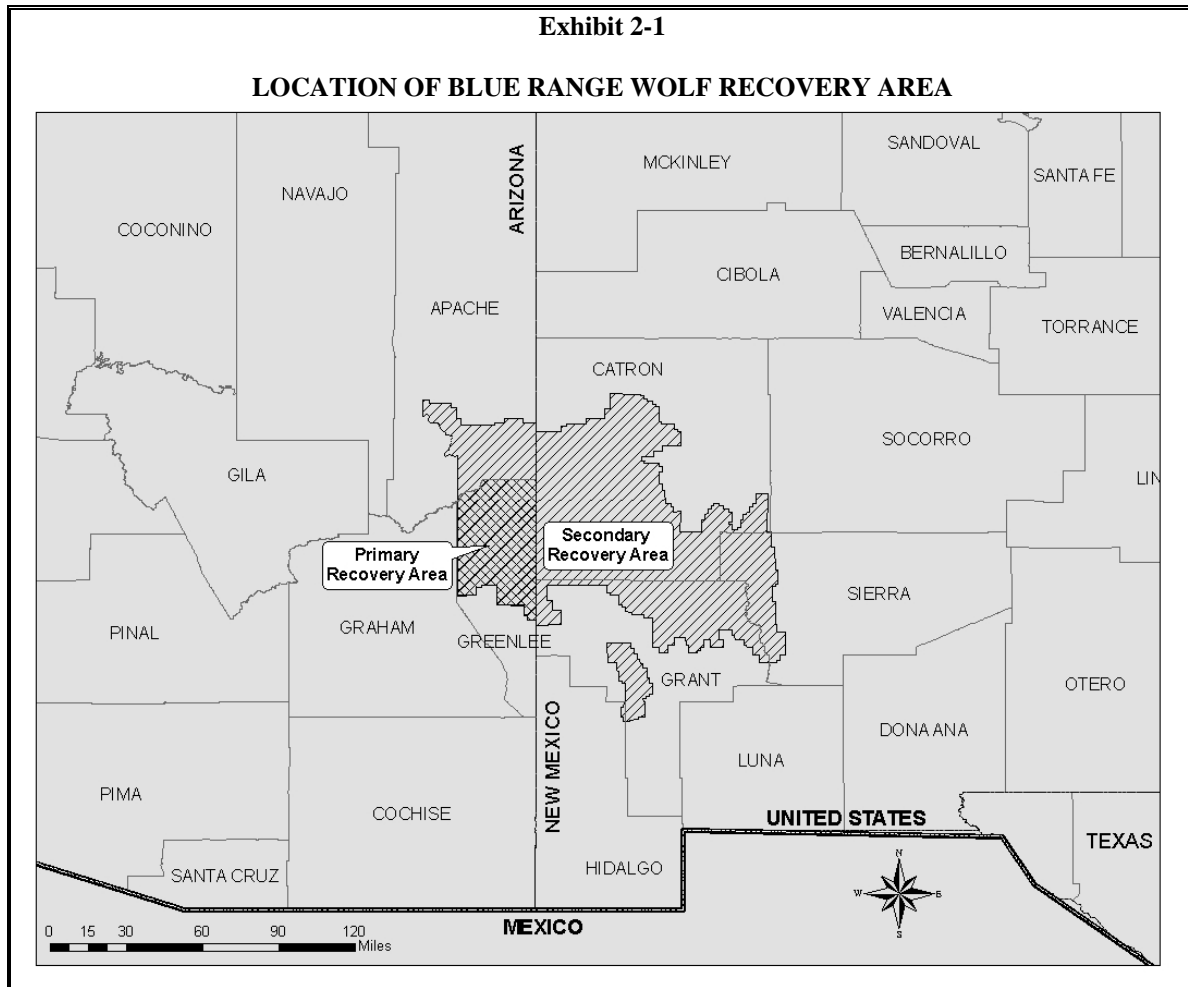 Exhibit 2-1
LOCATION OF BLUE RANGE WOLF RECOVERY AREA
SANDOVAL
MCKINLEY
SANTA FE
NAVAJO
ARIZONA
COCONINO
BERNALILLO
CIBOLA
APACHE
VALENCIA
TORRANCE
CATRON
SOCORRO
GILA
LIN
Primary
Recovery Area
Secondary
Recovery Area
SIERRA
PINAL
GRAHAM
GREENLEE
GRANT
OTERO
DONA ANA
NEW MEXICO
LUNA
PIMA
COCHISE
UNITED STATES
TEXAS
HIDALGO
SANTA CRUZ
N
W
E
S
MEXICO
0 15 30 60 90 120
Miles